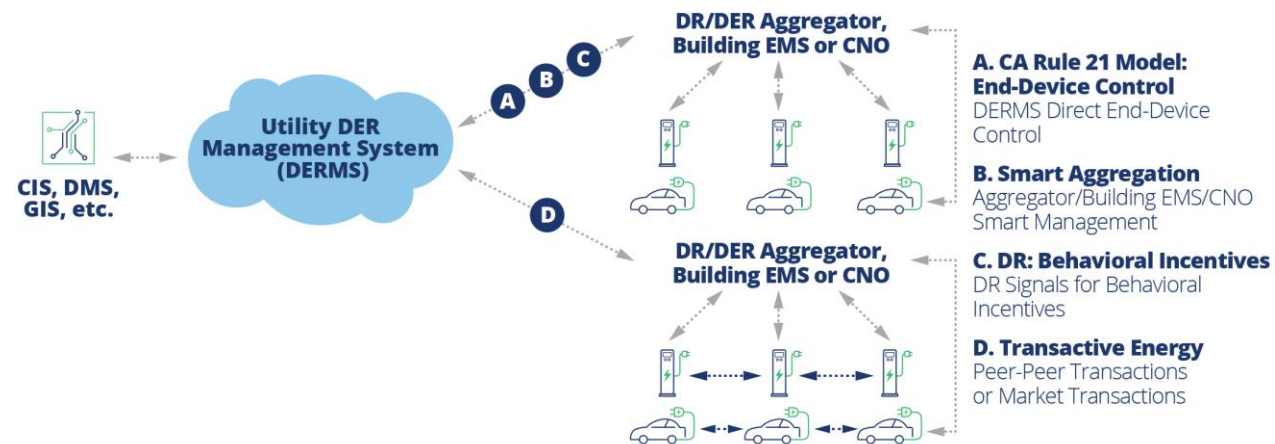 CIS, DMS,
GIS, etc.
Utility DER
Management System
(DERMS)
A
B
C
D
DR/DER Aggregator,
Building EMS or CNO
DR/DER Aggregator,
Building EMS or CNO
A. CA Rule 21 Model:
End-Device Control
DERMS Direct End-Device
Control
B. Smart Aggregation
Aggregator/Building EMS/CNO
Smart Management
C. DR: Behavioral Incentives
DR Signals for Behavioral
Incentives
D. Transactive Energy
Peer-Peer Transactions
or Market Transactions